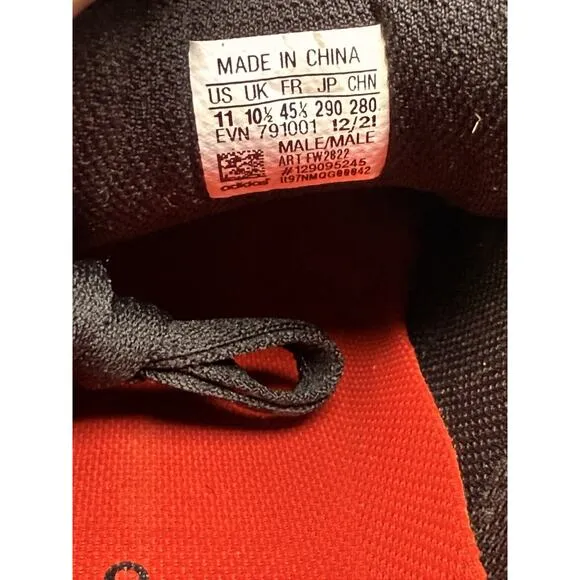 MADE IN CHINA
US UK FR JP CHN
11 10½ 45⅓ 290 280
EVN 791001 12/21
MALE/MALE
ART FW2822
#129095245
adidas